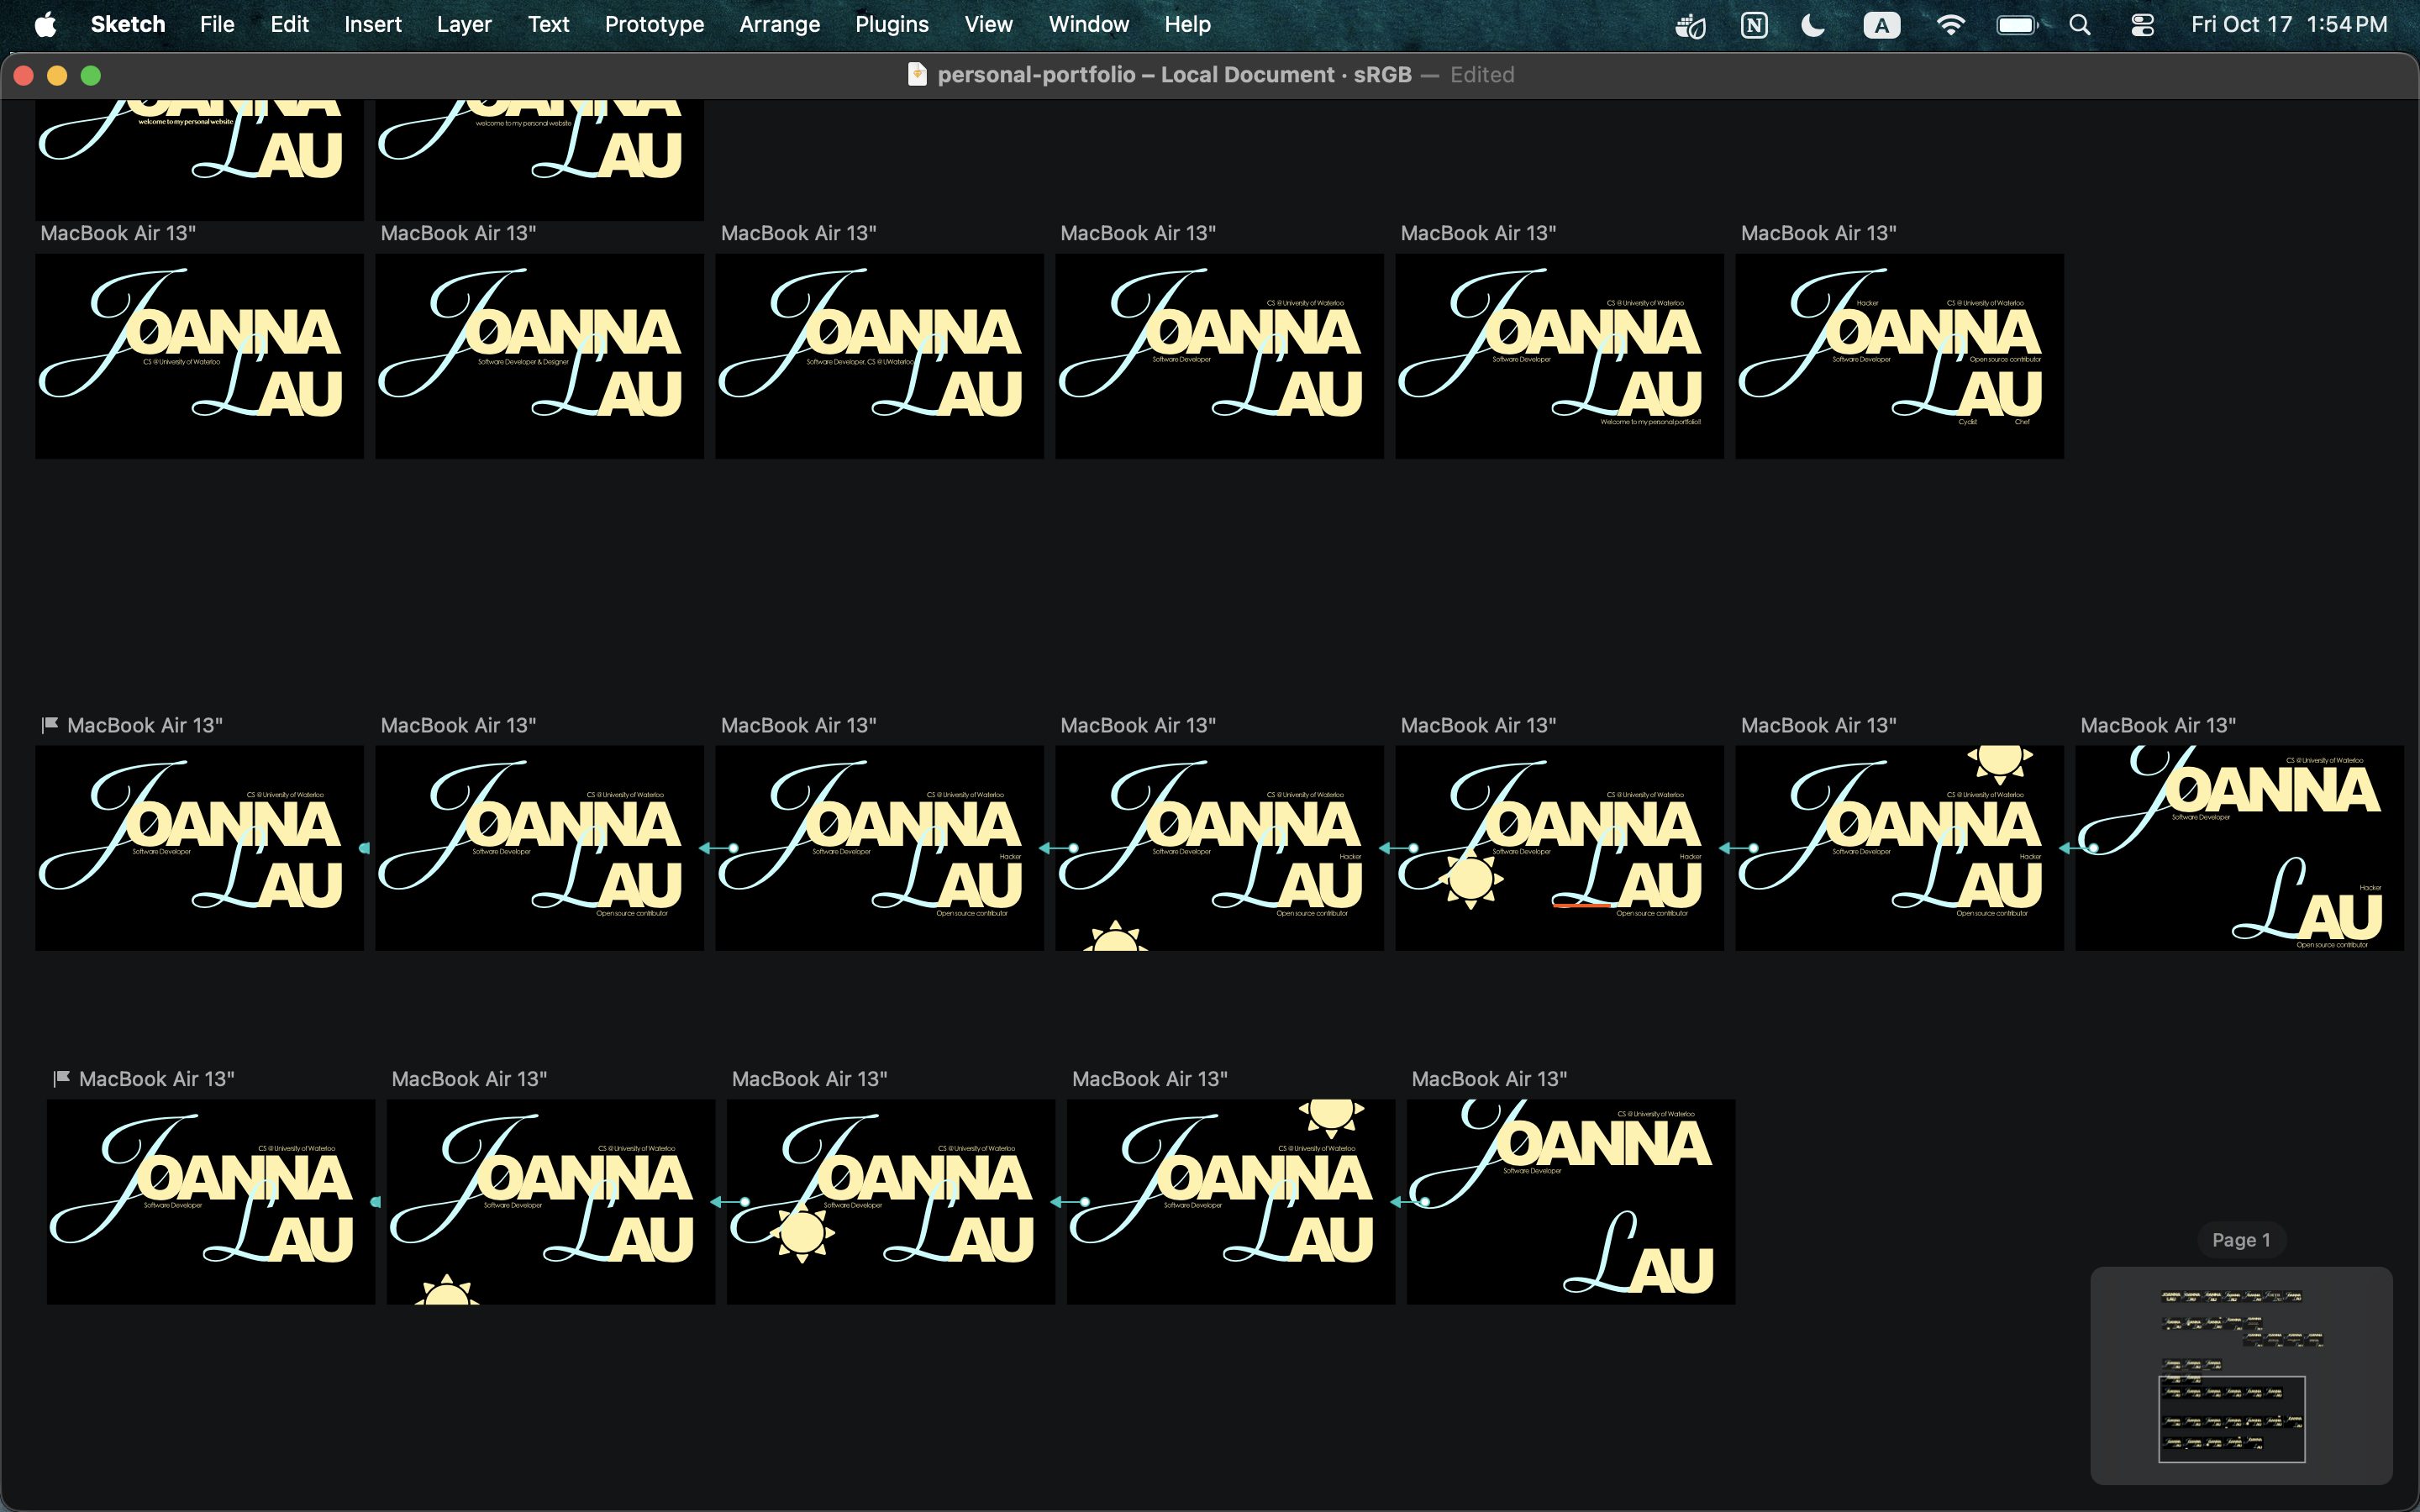 Sketch File Edit Insert Layer Text Prototype Arrange Plugins View Window Help N A Fri Oct 17 1:54 PM
personal-portfolio – Local Document · sRGB — Edited
welcome to my personal website
LAU
welcome to my personal website
LAU
MacBook Air 13"
MacBook Air 13"
MacBook Air 13"
MacBook Air 13"
MacBook Air 13"
MacBook Air 13"
JOANNA
CS @ University of Waterloo
LAU
JOANNA
Software Developer & Designer
LAU
JOANNA
Software Developer, CS @ UWaterloo
LAU
CS @ University of Waterloo
JOANNA
Software Developer
LAU
CS @ University of Waterloo
JOANNA
Software Developer
LAU
Welcome to my personal portfolio!!
Hacker
CS @ University of Waterloo
JOANNA
Software Developer
Open source contributor
LAU
Cyclist
Chef
MacBook Air 13"
MacBook Air 13"
MacBook Air 13"
MacBook Air 13"
MacBook Air 13"
MacBook Air 13"
MacBook Air 13"
CS @ University of Waterloo
JOANNA
Software Developer
LAU
CS @ University of Waterloo
JOANNA
Software Developer
LAU
Open source contributor
CS @ University of Waterloo
JOANNA
Software Developer
Hacker
LAU
Open source contributor
CS @ University of Waterloo
JOANNA
Software Developer
Hacker
LAU
Open source contributor
CS @ University of Waterloo
JOANNA
Software Developer
Hacker
LAU
Open source contributor
CS @ University of Waterloo
JOANNA
Software Developer
Hacker
LAU
Open source contributor
CS @ University of Waterloo
JOANNA
Software Developer
Hacker
LAU
Open source contributor
MacBook Air 13"
MacBook Air 13"
MacBook Air 13"
MacBook Air 13"
MacBook Air 13"
CS @ University of Waterloo
JOANNA
Software Developer
LAU
CS @ University of Waterloo
JOANNA
Software Developer
LAU
CS @ University of Waterloo
JOANNA
Software Developer
LAU
CS @ University of Waterloo
JOANNA
Software Developer
LAU
CS @ University of Waterloo
JOANNA
Software Developer
LAU
Page 1